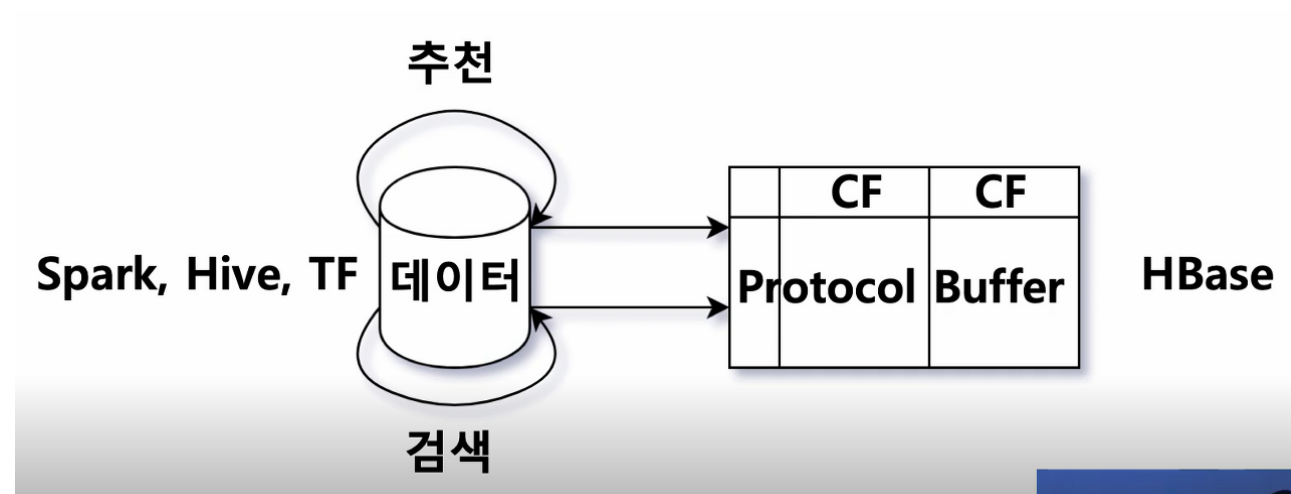 추천
CF CF
Spark, Hive, TF 데이터 Protocol Buffer HBase
검색